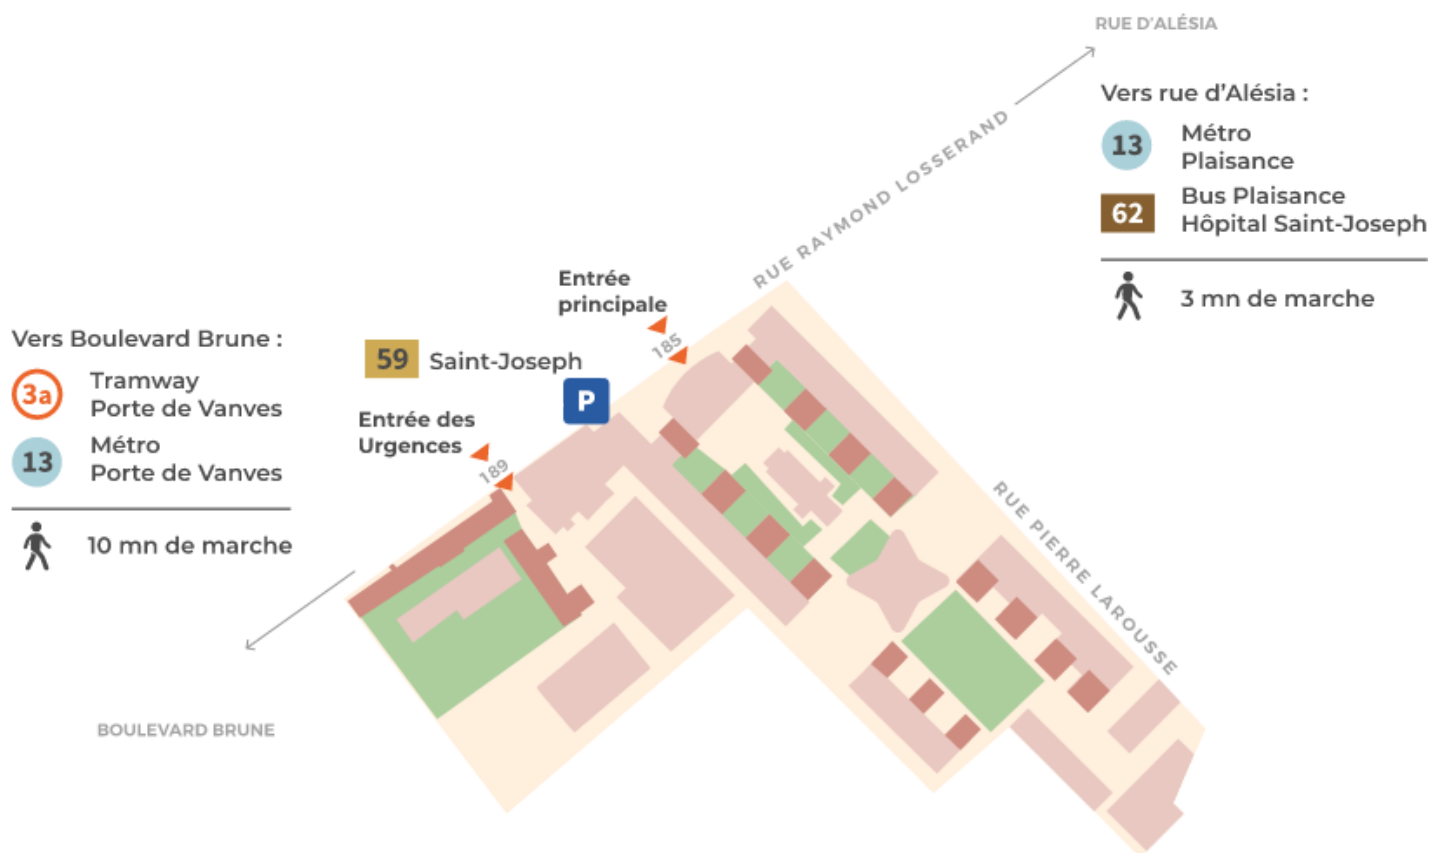 RUE D'ALÉSIA
Vers rue d'Alésia :
13
Métro
Plaisance
62
Bus Plaisance
Hôpital Saint-Joseph
3 mn de marche
RUE RAYMOND LOSSERAND
Entrée
principale
185
59
Saint-Joseph
P
Entrée des
Urgences
189
Vers Boulevard Brune :
3a
Tramway
Porte de Vanves
13
Métro
Porte de Vanves
10 mn de marche
RUE PIERRE LAROUSSE
BOULEVARD BRUNE